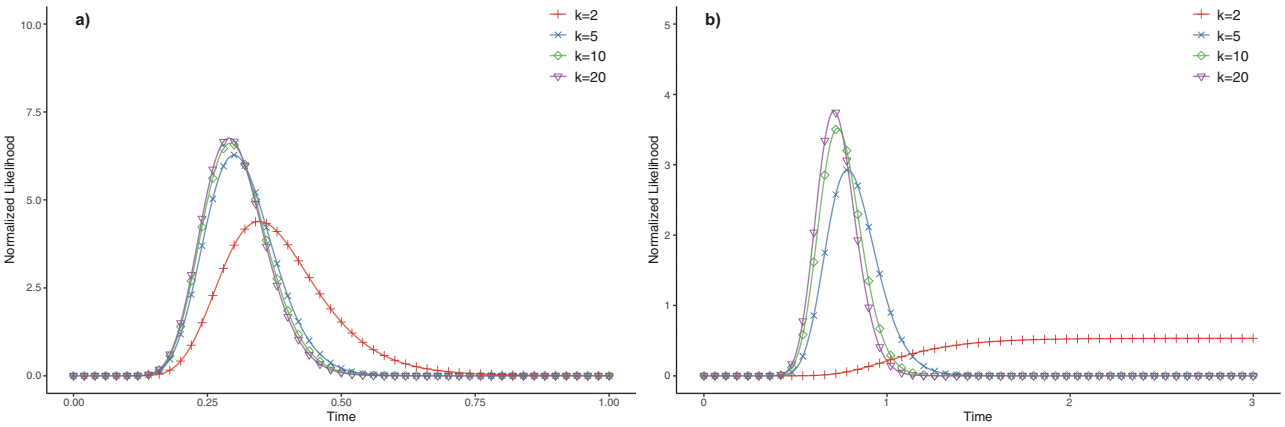 a)
k=2
k=5
k=10
k=20
10.0
7.5
5.0
2.5
0.0
Normalized Likelihood
0.00 0.25 0.50 0.75 1.00
Time
b)
k=2
k=5
k=10
k=20
5
4
3
2
1
0
Normalized Likelihood
0 1 2 3
Time